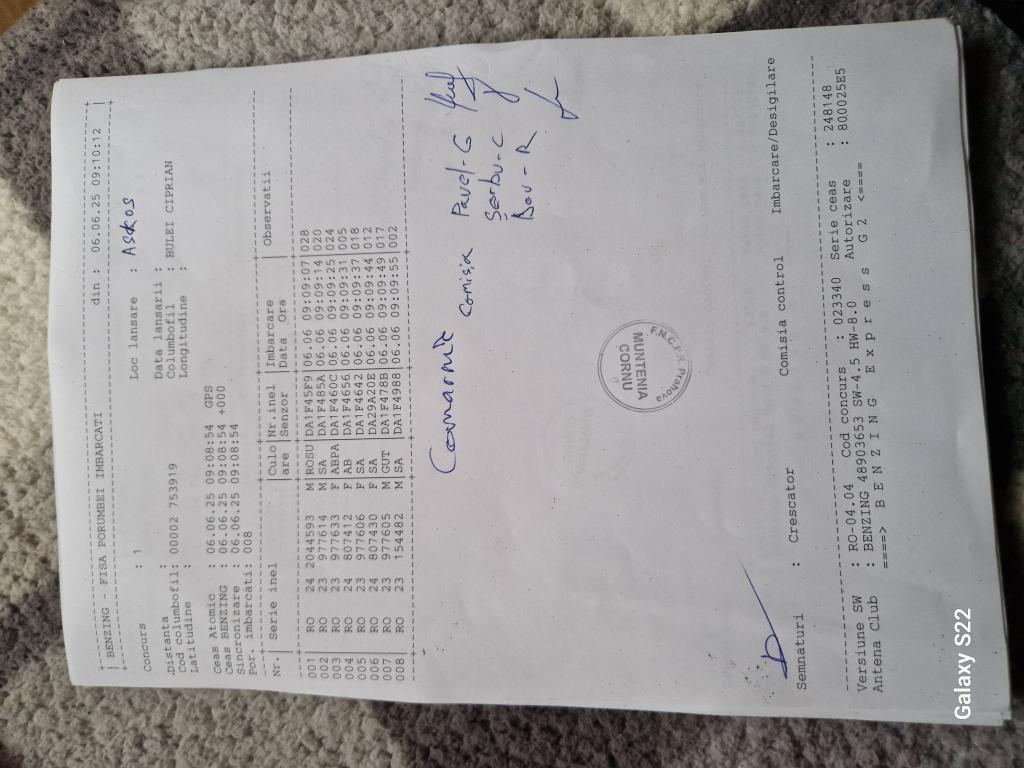 BENZING - FISA PORUMBEI IMBARCATI din : 06.06.25 09:10:12
Concurs : 1 Loc lansare : Askos
Distanta : Data lansarii :
Cod columbofil: 00002 753919 Columbofil : BULEI CIPRIAN
Latitudine : Longitudine :
Ceas Atomic : 06.06.25 09:08:54 GPS
Ceas BENZING : 06.06.25 09:08:54 +000
Sincronizare : 06.06.25 09:08:54
Por. imbarcati: 008
Nr. | Serie inel |Culo|Nr.inel |Imbarcare | Observatii
|are |Senzor |Data Ora |
001| RO 24 2044593 M|ROSU|DA1F45F9|06.06 09:09:07|028
002| RO 23 977614 M|SA |DA1F485A|06.06 09:09:14|020
003| RO 23 977633 F|ABPA|DA1F460C|06.06 09:09:25|024
004| RO 24 807412 F|AB |DA1F4656|06.06 09:09:31|005
005| RO 23 977606 F|SA |DA1F4642|06.06 09:09:37|018
006| RO 24 807430 F|SA |DA29A20E|06.06 09:09:44|012
007| RO 23 977605 M|GUT |DA1F478B|06.06 09:09:49|017
008| RO 23 154482 M|SA |DA1F4988|06.06 09:09:55|002
Comarnic comisia Pavel-G
Serbu-C
Dov-R
F.N.C.P.R. Prahova
MUNTENIA
CORNU
Semnaturi : Crescator Comisia control Imbarcare/Desigilare
Versiune SW : RO-04.04 Cod concurs : 023340 Serie ceas : 248148
Antena Club : BENZING 48903653 SW-4.5 HW-8.0 Autorizare : 800025E5
====> B E N Z I N G E x p r e s s G 2 <====
Galaxy S22